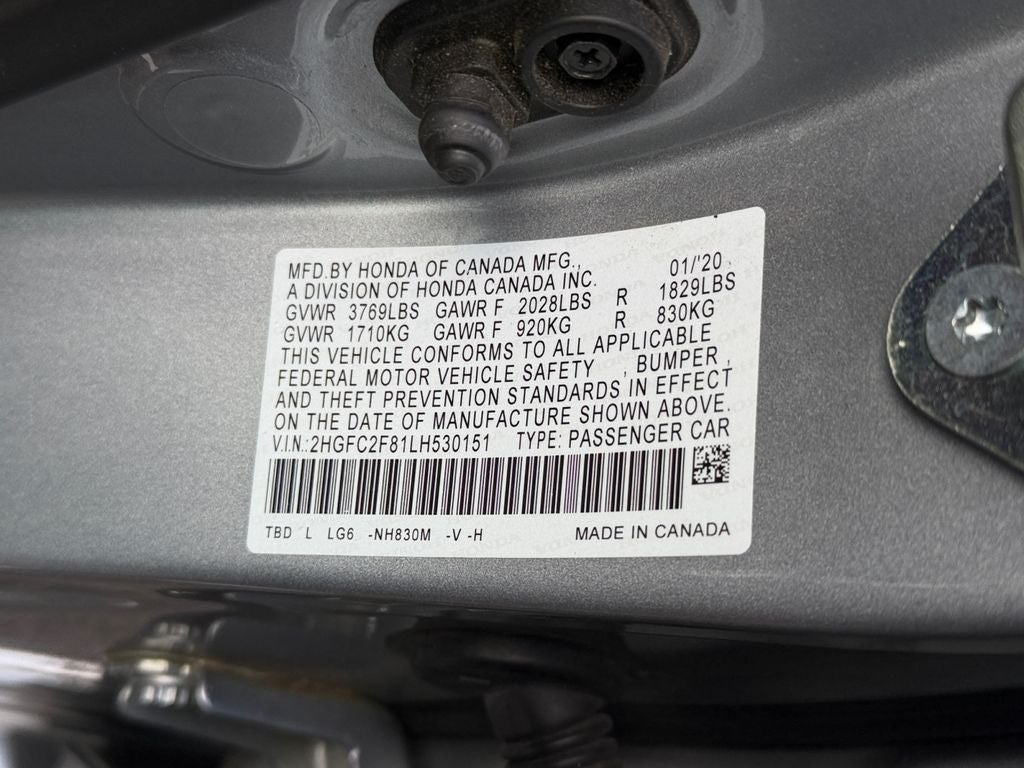 MFD.BY HONDA OF CANADA MFG., 01/'20
A DIVISION OF HONDA CANADA INC.
GVWR 3769LBS GAWR F 2028LBS R 1829LBS
GVWR 1710KG GAWR F 920KG R 830KG
THIS VEHICLE CONFORMS TO ALL APPLICABLE
FEDERAL MOTOR VEHICLE SAFETY , BUMPER ,
AND THEFT PREVENTION STANDARDS IN EFFECT
ON THE DATE OF MANUFACTURE SHOWN ABOVE.
V.I.N.:2HGFC2F81LH530151 TYPE: PASSENGER CAR
TBD L LG6 -NH830M -V -H MADE IN CANADA